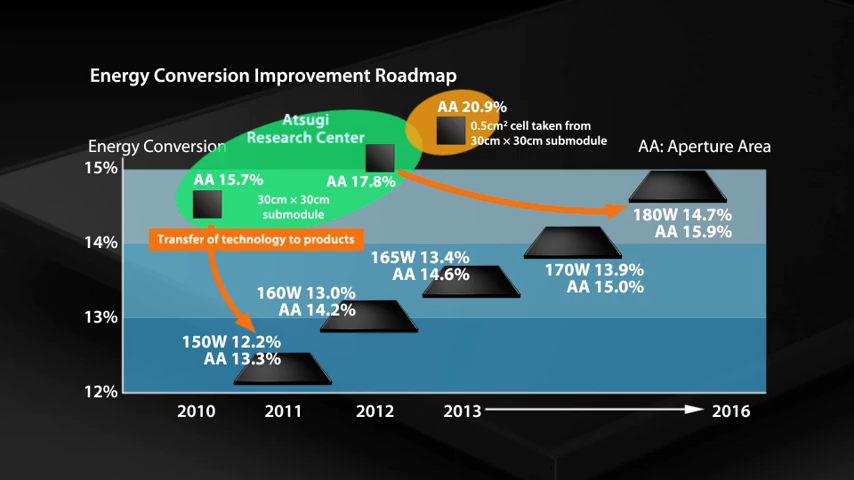 Energy Conversion Improvement Roadmap
AA 20.9%
0.5cm² cell taken from
30cm × 30cm submodule
Atsugi
Research Center
Energy Conversion
AA: Aperture Area
15%
AA 15.7%
AA 17.8%
30cm × 30cm
submodule
180W 14.7%
AA 15.9%
Transfer of technology to products
14%
165W 13.4%
AA 14.6%
170W 13.9%
AA 15.0%
160W 13.0%
AA 14.2%
13%
150W 12.2%
AA 13.3%
12%
2010 2011 2012 2013 2016